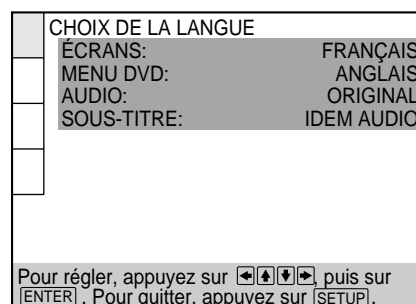 CHOIX DE LA LANGUE
ÉCRANS: FRANÇAIS
MENU DVD: ANGLAIS
AUDIO: ORIGINAL
SOUS-TITRE: IDEM AUDIO
Pour régler, appuyez sur ←↑↓→, puis sur
ENTER . Pour quitter, appuyez sur SETUP.